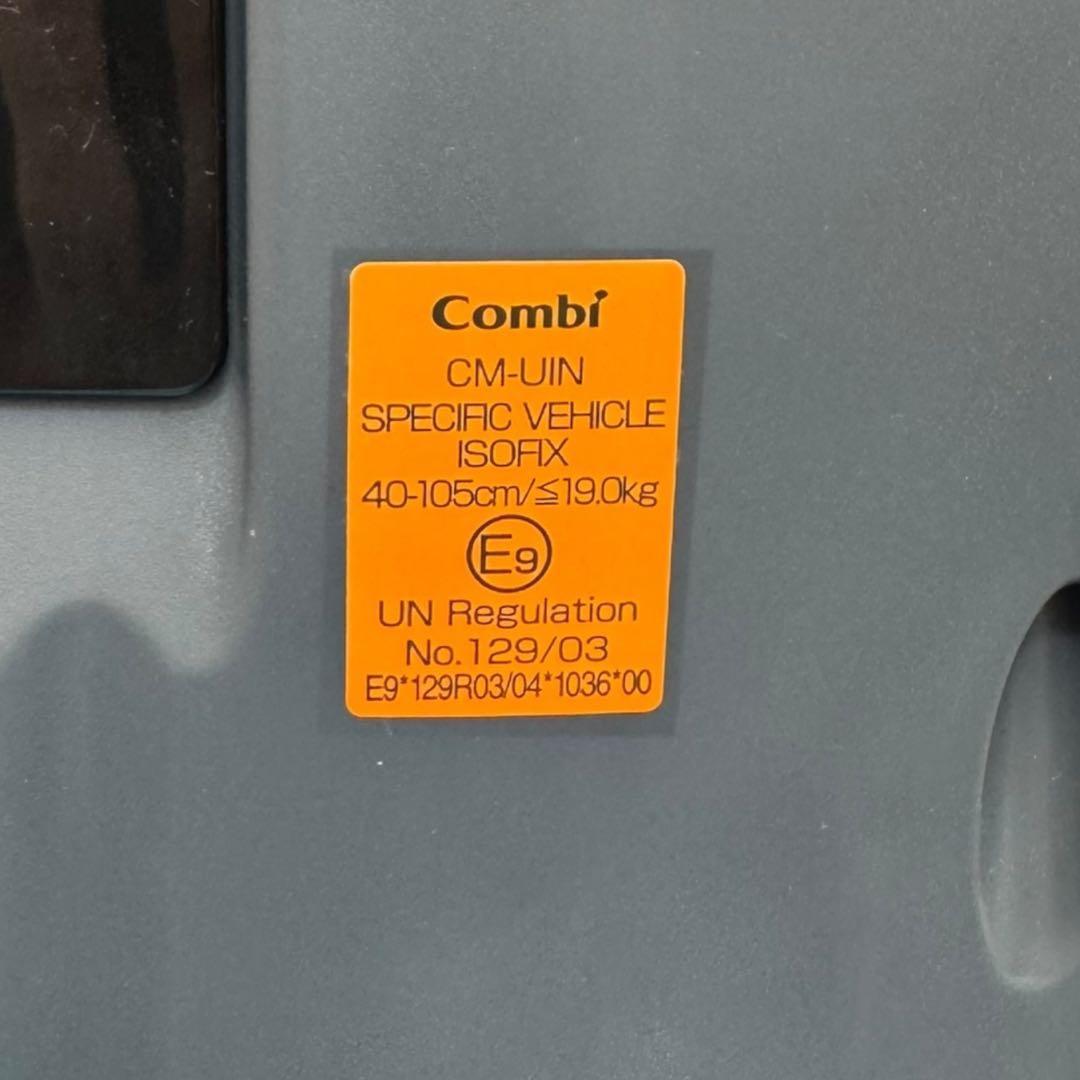 Combi
CM-UIN
SPECIFIC VEHICLE
ISOFIX
40-105cm/≦19.0kg
E9
UN Regulation
No.129/03
E9*129R03/04*1036*00